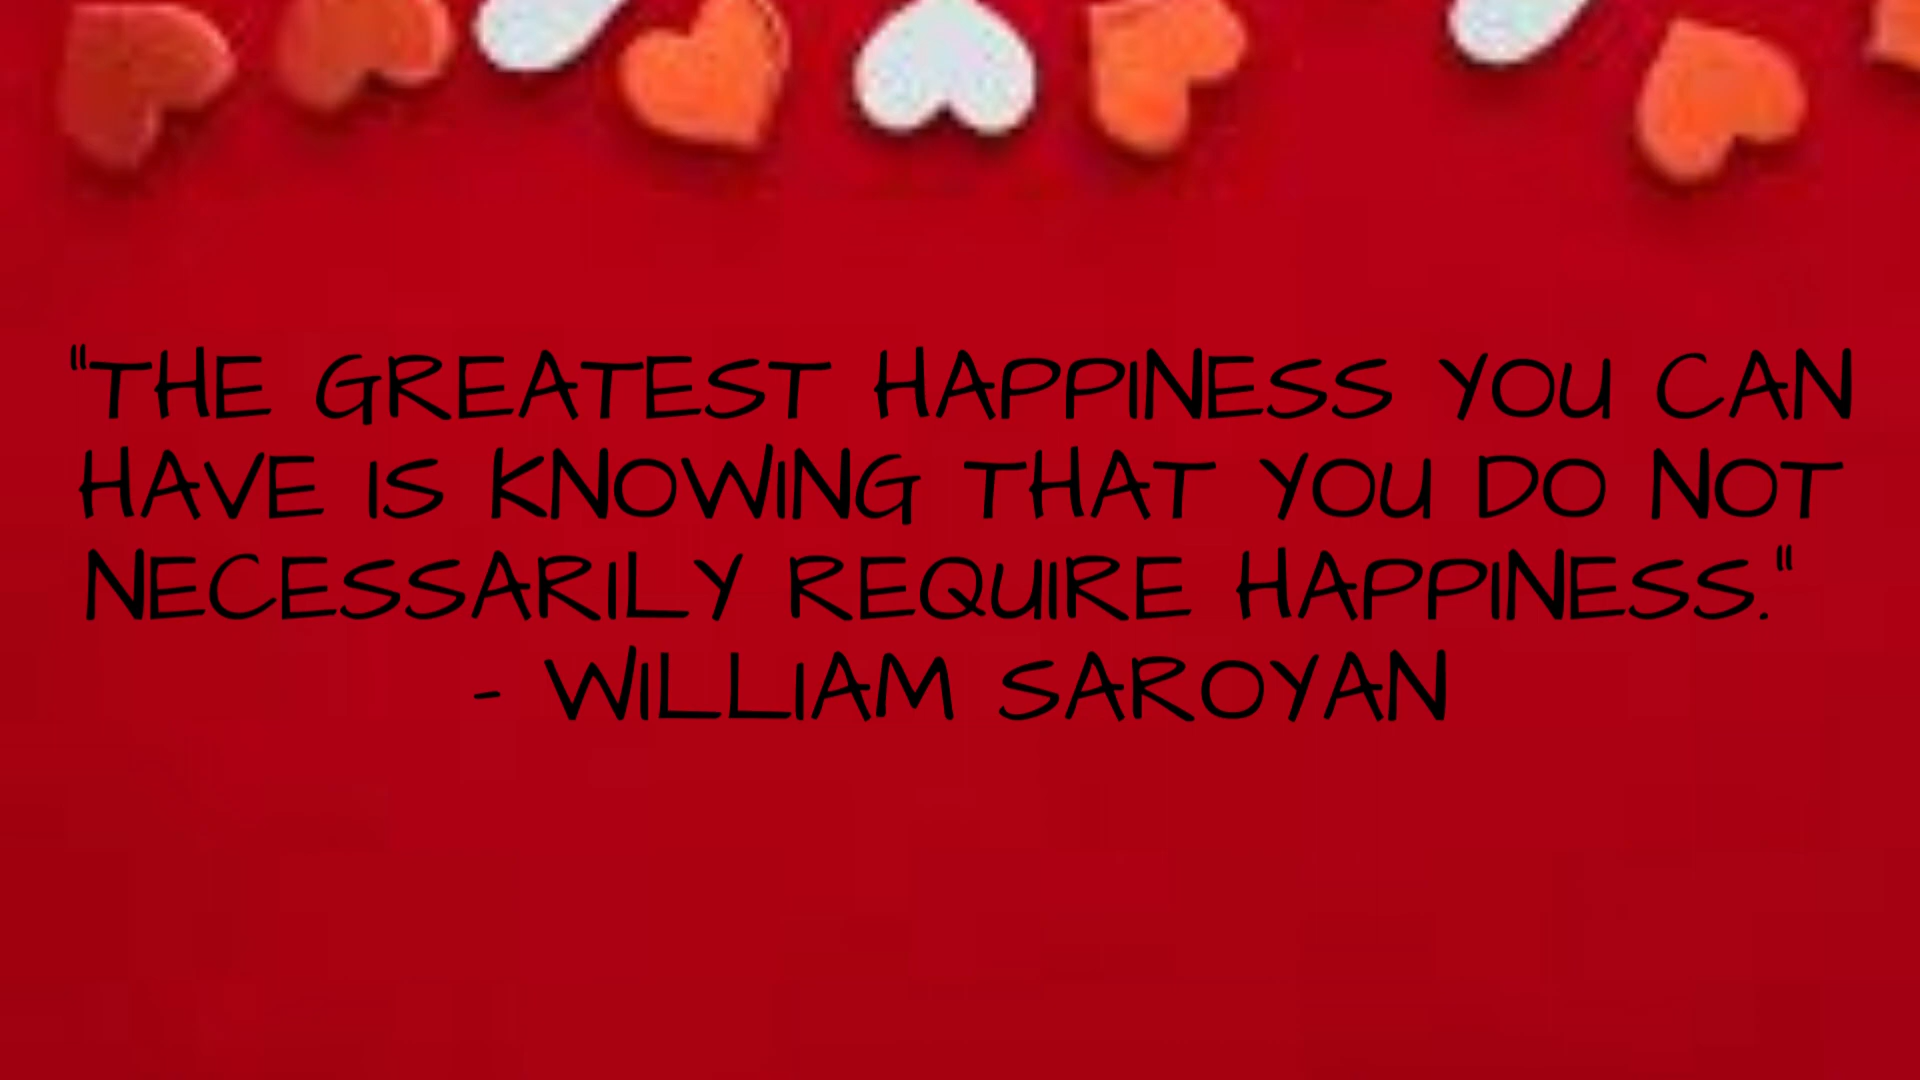 "THE GREATEST HAPPINESS YOU CAN
HAVE IS KNOWING THAT YOU DO NOT
NECESSARILY REQUIRE HAPPINESS."
- WILLIAM SAROYAN